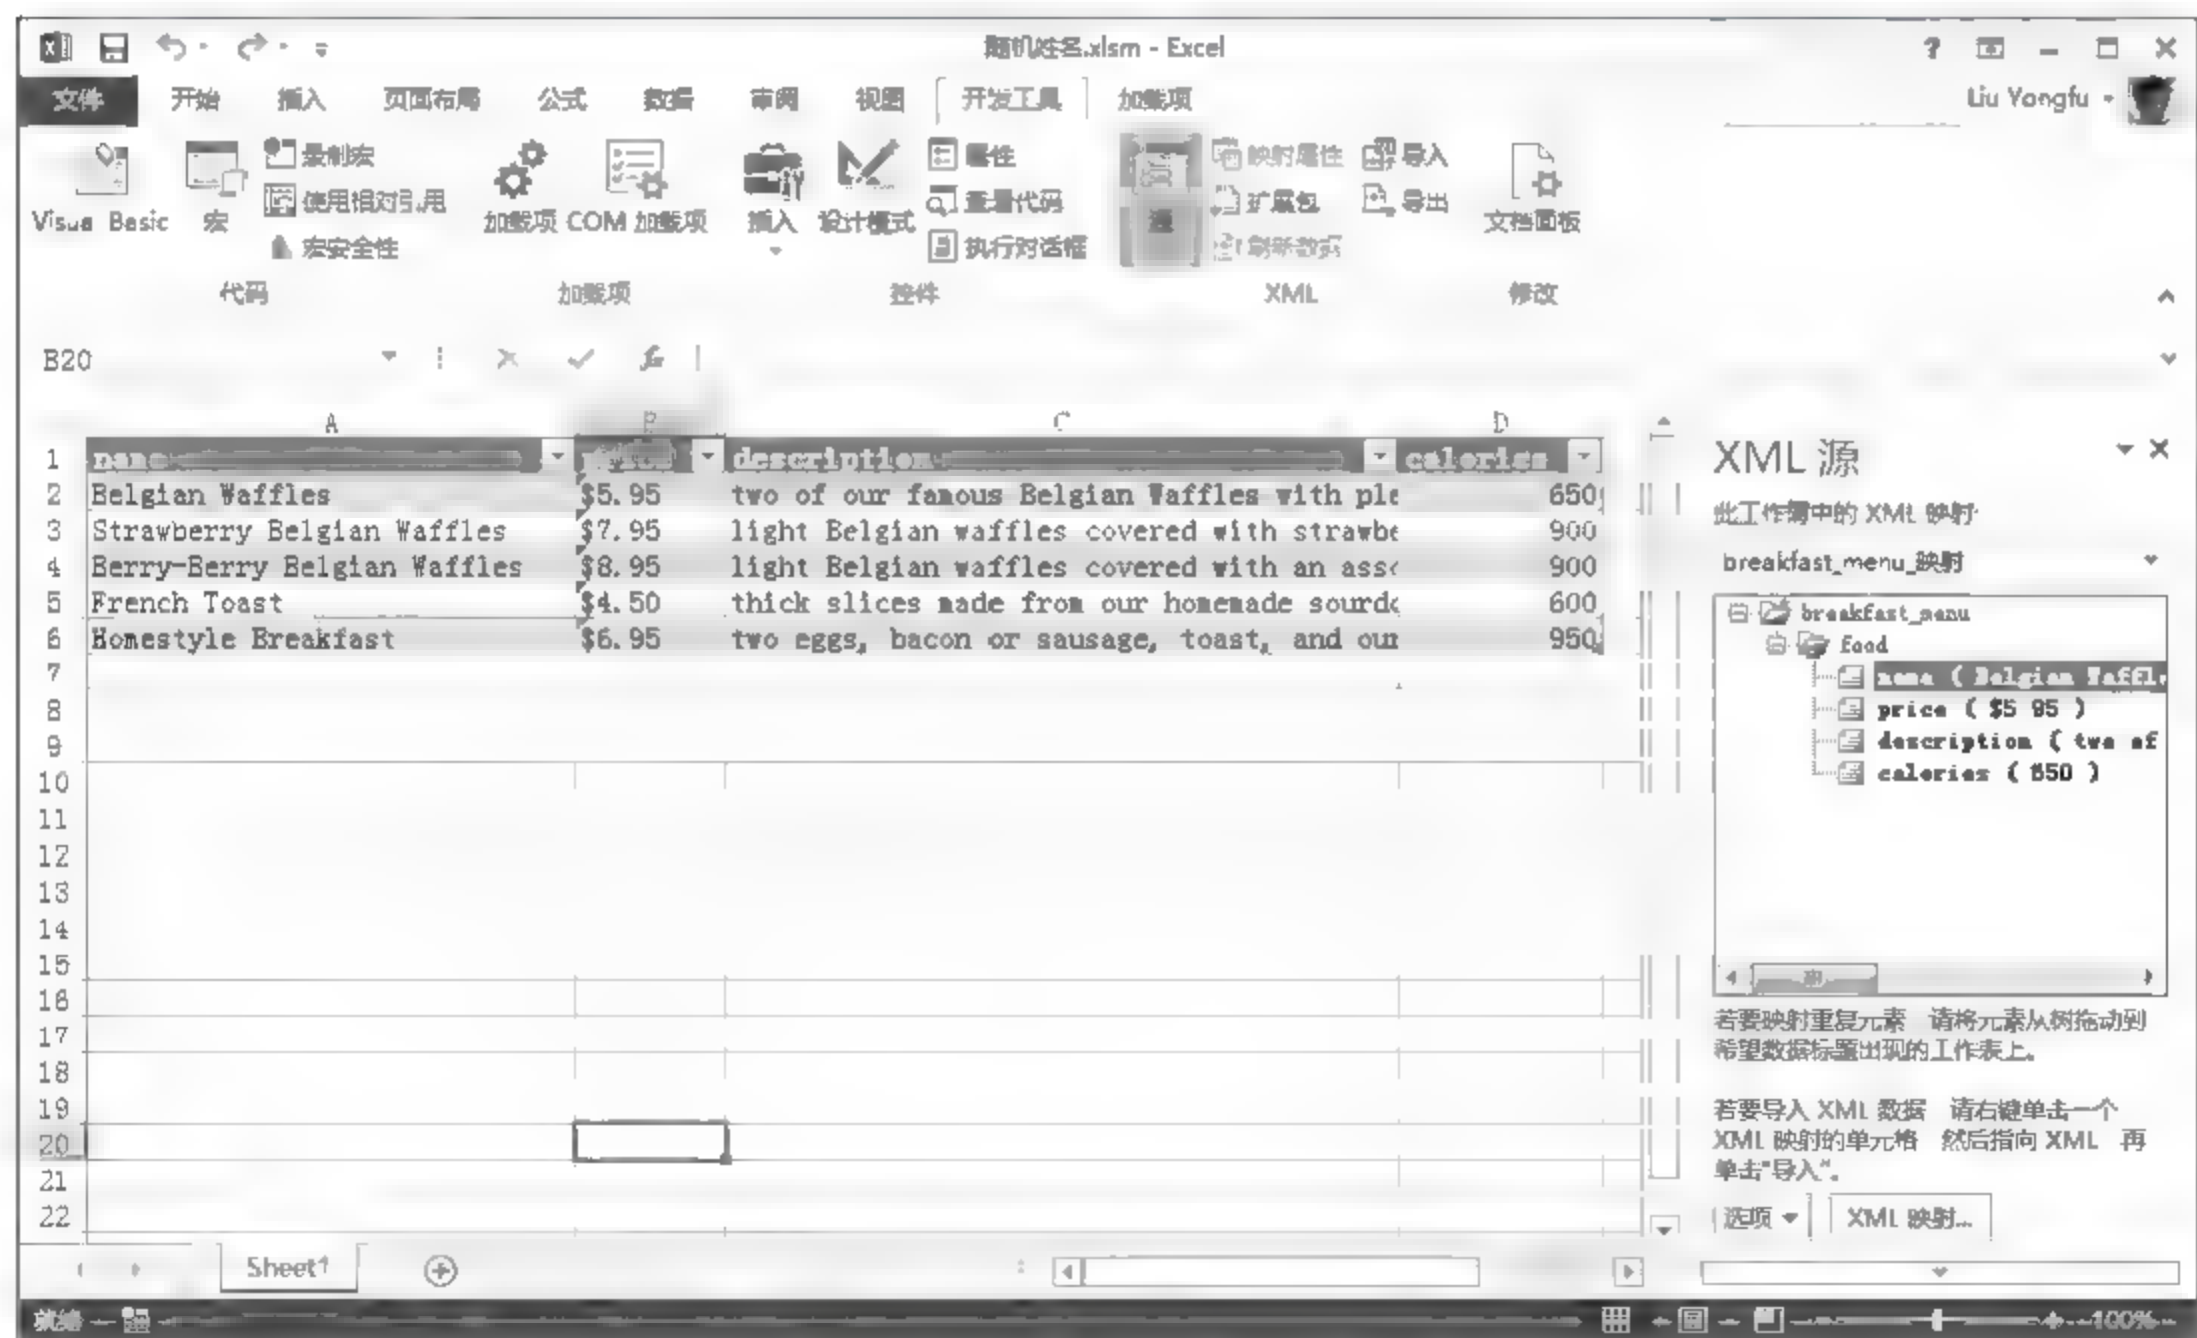 随机姓名.xlsm - Excel
文件 开始 插入 页面布局 公式 数据 审阅 视图 开发工具 加载项 Liu Yongfu
录制宏 属性 映射属性 导入
使用相对引用 查看代码 扩展包 导出
Visua Basic 宏 加载项 COM 加载项 插入 设计模式 源 文档面板
宏安全性 执行对话框 刷新数据
代码 加载项 控件 XML 修改
B20
A B C D
1 name description calories
2 Belgian Waffles $5.95 two of our famous Belgian Waffles with ple 650
3 Strawberry Belgian Waffles $7.95 light Belgian waffles covered with strawbe 900
4 Berry-Berry Belgian Waffles $8.95 light Belgian waffles covered with an asso 900
5 French Toast $4.50 thick slices made from our homemade sourdo 600
6 Homestyle Breakfast $6.95 two eggs, bacon or sausage, toast, and our 950
7
8
9
10
11
12
13
14
15
16
17
18
19
20
21
22
XML 源
此工作簿中的 XML 映射
breakfast_menu_映射
breakfast_menu
food
name ( Belgian Waffl
price ( $5 95 )
description ( two of
calories ( 650 )
若要映射重复元素 请将元素从树拖动到
希望数据标题出现的工作表上。
若要导入 XML 数据 请右键单击一个
XML 映射的单元格 然后指向 XML 再
单击“导入”。
选项 XML 映射...
Sheet1
就绪 100%